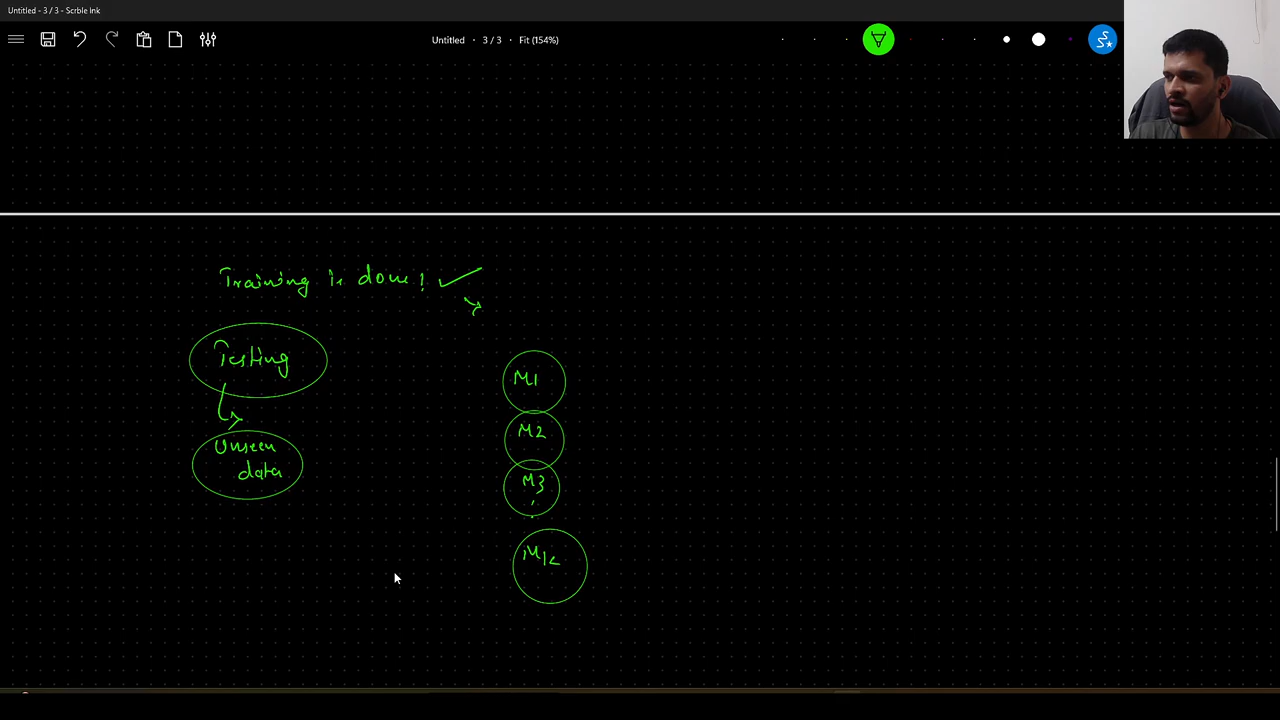 Untitled - 3 / 3 - Scrble Ink
Untitled • 3 / 3 • Fit (154%)
Training is done! ✓
Testing
Unseen
data
M1
M2
M3
MK